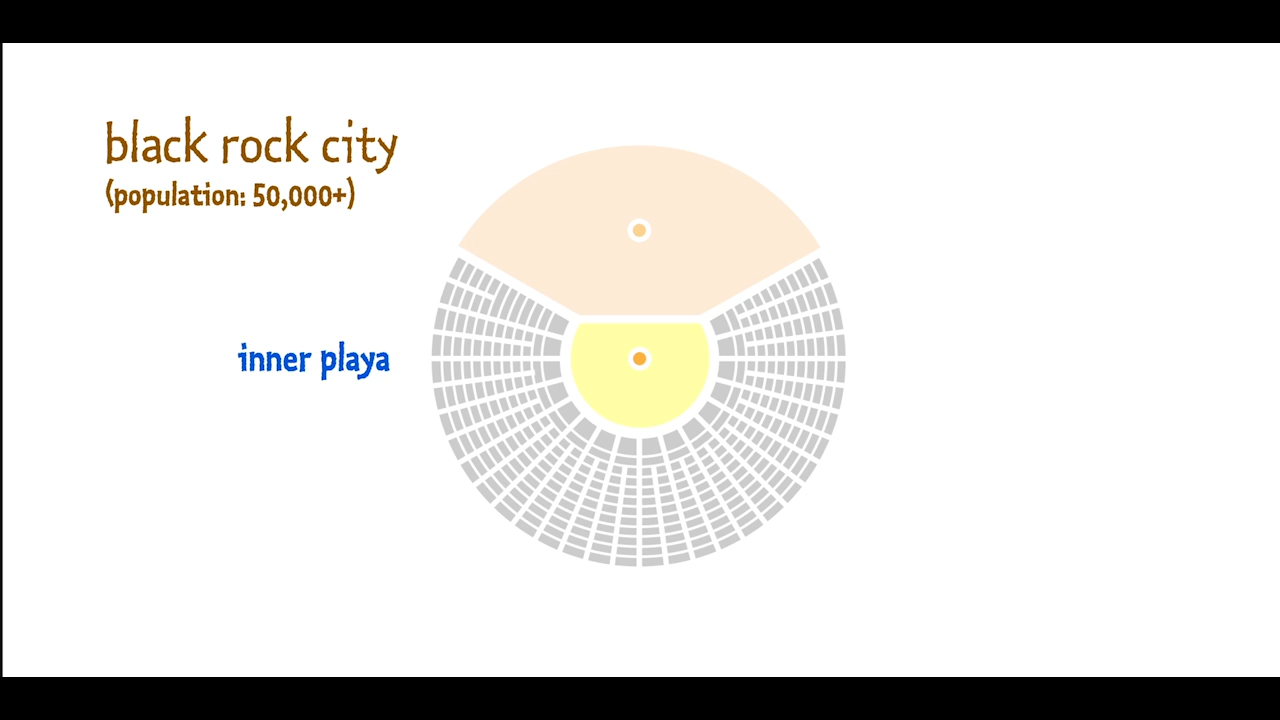 black rock city
(population: 50,000+)
inner playa